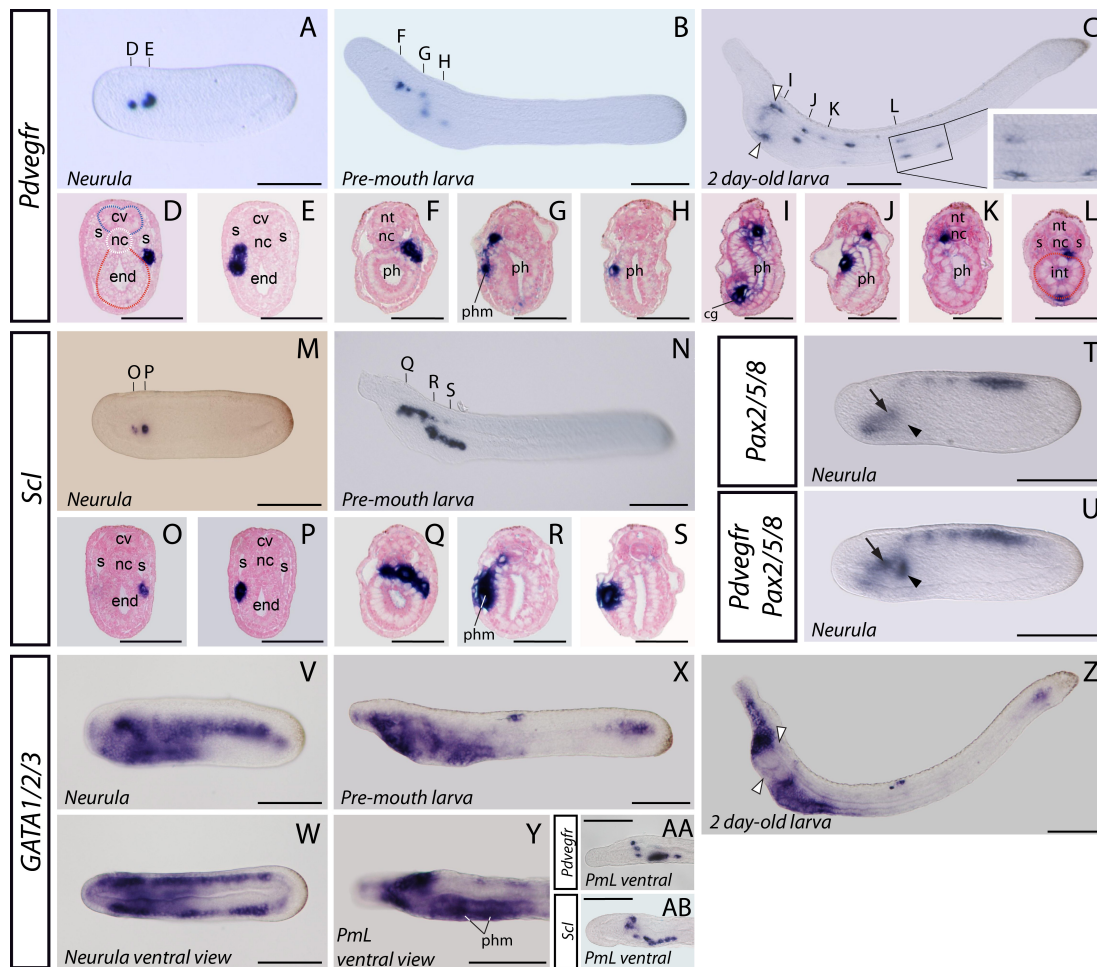 Pdvegfr
A
D E
Neurula
B
F
G
H
Pre-mouth larva
C
I
J
K
L
2 day-old larva
D
cv
s
nc
s
end
E
cv
s
nc
s
end
F
nt
nc
ph
G
ph
phm
H
ph
I
ph
cg
J
ph
K
nt
nc
ph
L
nt
s
nc
s
int
Scl
M
O P
Neurula
N
Q
R
S
Pre-mouth larva
O
cv
nc
s
s
end
P
cv
nc
s
s
end
Q
R
phm
S
Pax2/5/8
T
Neurula
Pdvegfr
Pax2/5/8
U
Neurula
GATA1/2/3
V
Neurula
X
Pre-mouth larva
Z
2 day-old larva
W
Neurula ventral view
Y
phm
PmL
ventral view
Pdvegfr
AA
PmL ventral
Scl
AB
PmL ventral